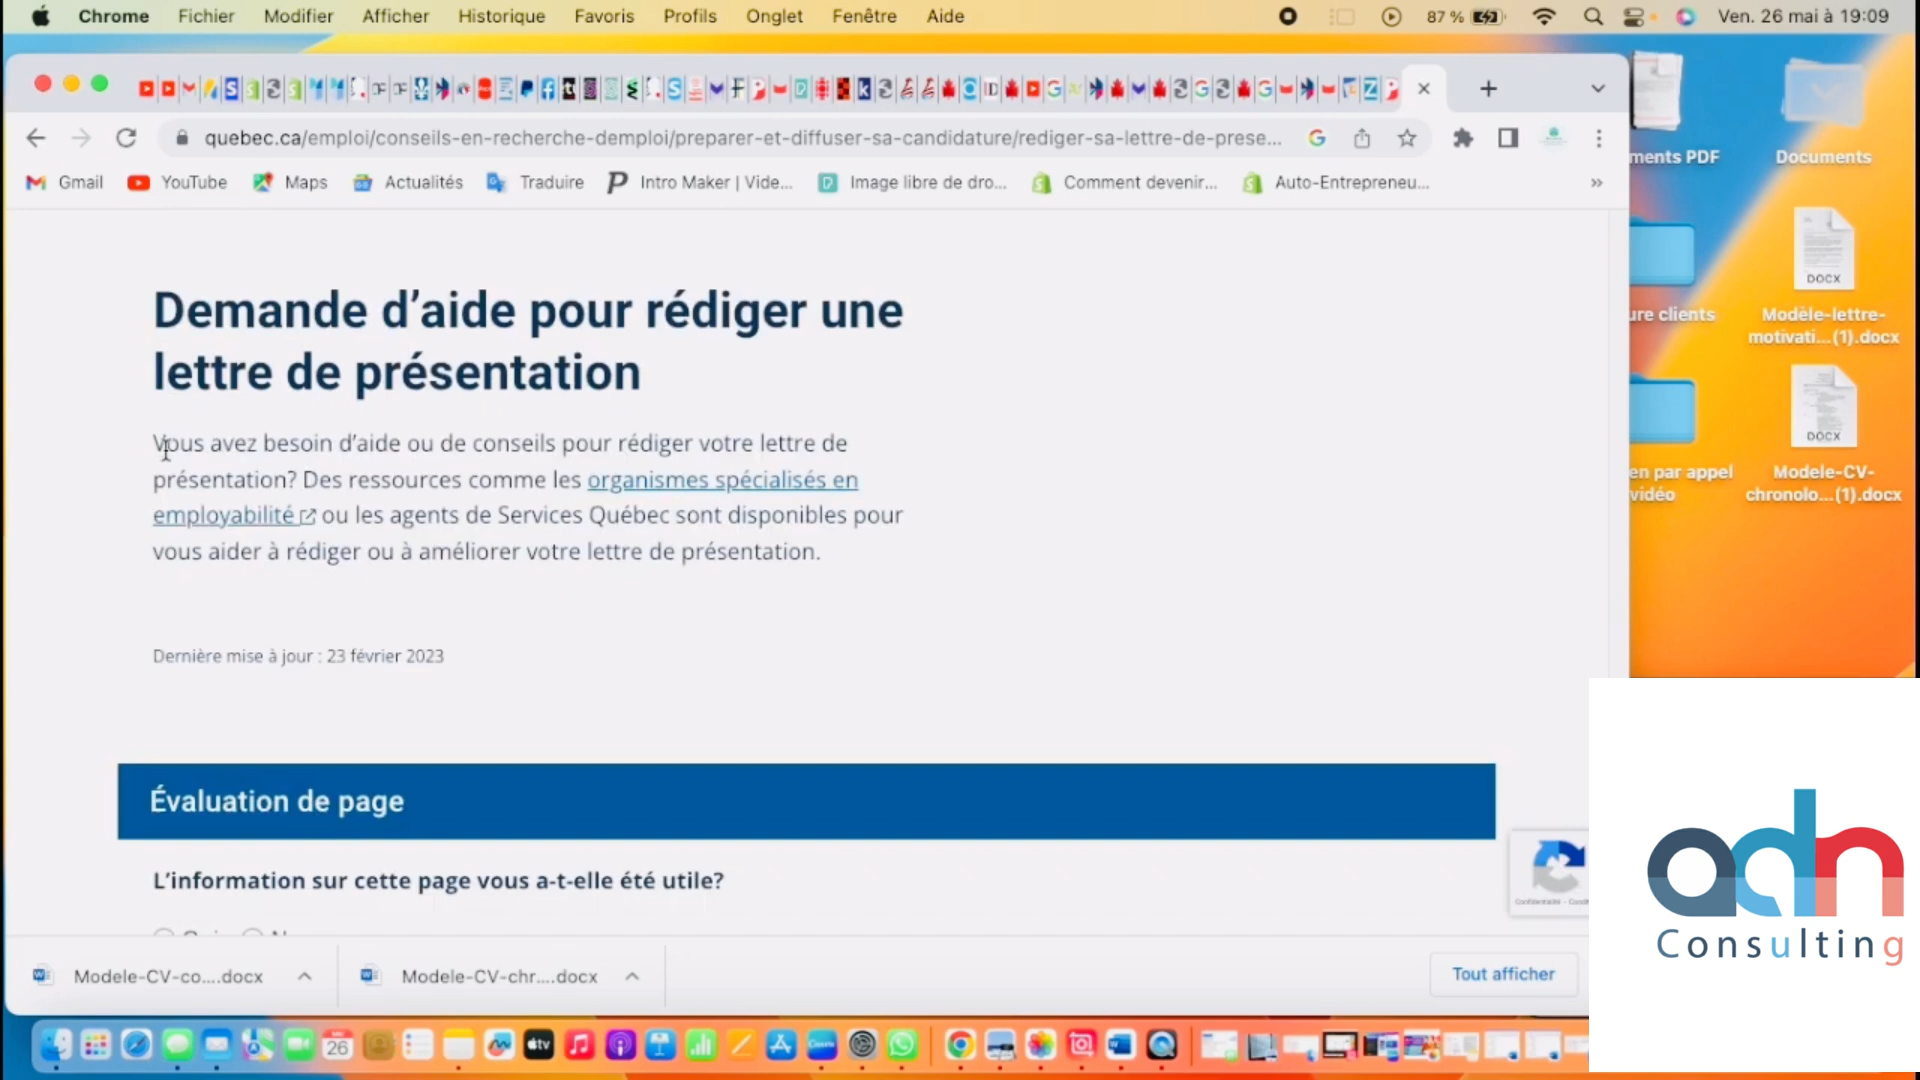 Chrome Fichier Modifier Afficher Historique Favoris Profils Onglet Fenêtre Aide 87 % Ven. 26 mai à 19:09
quebec.ca/emploi/conseils-en-recherche-demploi/preparer-et-diffuser-sa-candidature/rediger-sa-lettre-de-prese...
Gmail YouTube Maps Actualités Traduire Intro Maker | Vide... Image libre de dro... Comment devenir... Auto-Entrepreneu... »
ments PDF Documents
Demande d’aide pour rédiger une
lettre de présentation
DOCX
ure clients Modèle-lettre-
motivati...(1).docx
Vous avez besoin d’aide ou de conseils pour rédiger votre lettre de
présentation? Des ressources comme les organismes spécialisés en
employabilité ou les agents de Services Québec sont disponibles pour
vous aider à rédiger ou à améliorer votre lettre de présentation.
DOCX
en par appel Modele-CV-
vidéo chronolo...(1).docx
Dernière mise à jour : 23 février 2023
Évaluation de page
L’information sur cette page vous a-t-elle été utile?
Modele-CV-co....docx Modele-CV-chr....docx Tout afficher
adn
Consulting
26
tv